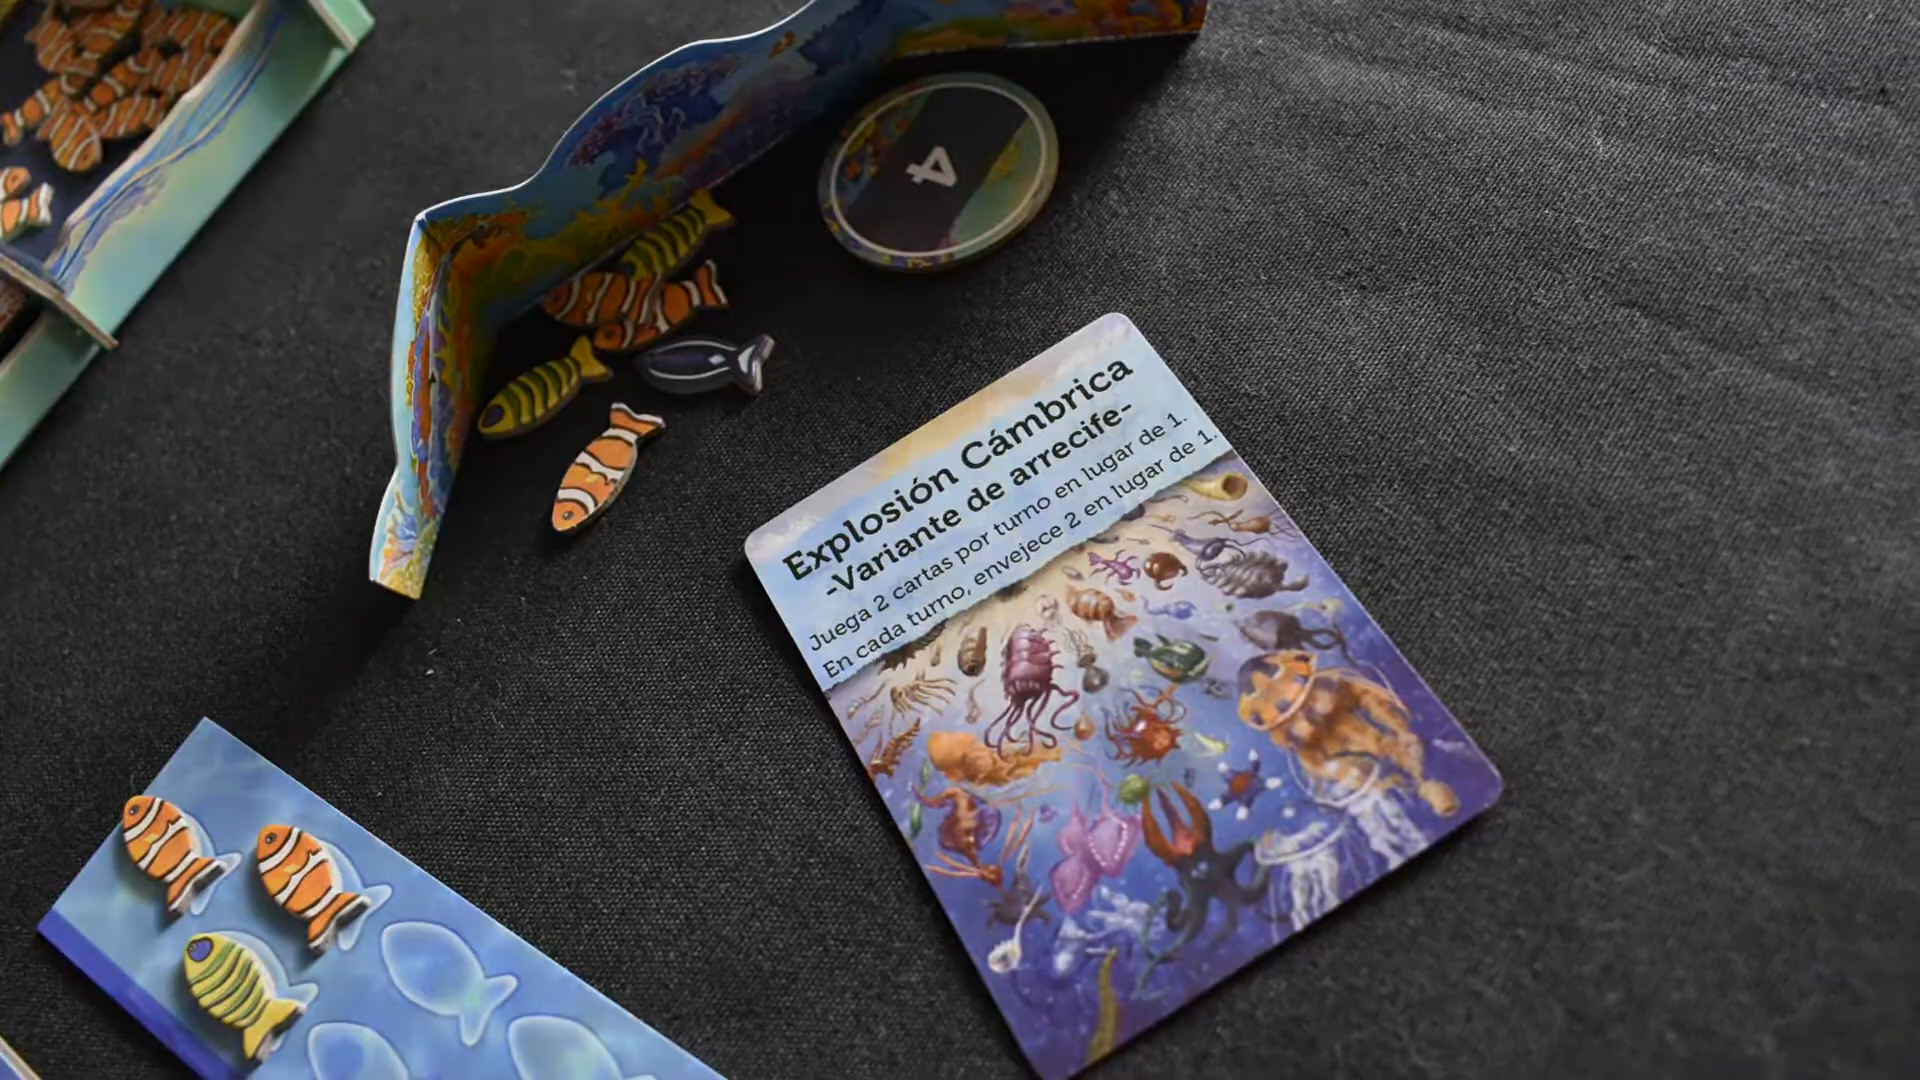 4
Explosión Cámbrica
-Variante de arrecife-
Juega 2 cartas por turno en lugar de 1.
En cada turno, envejece 2 en lugar de 1.